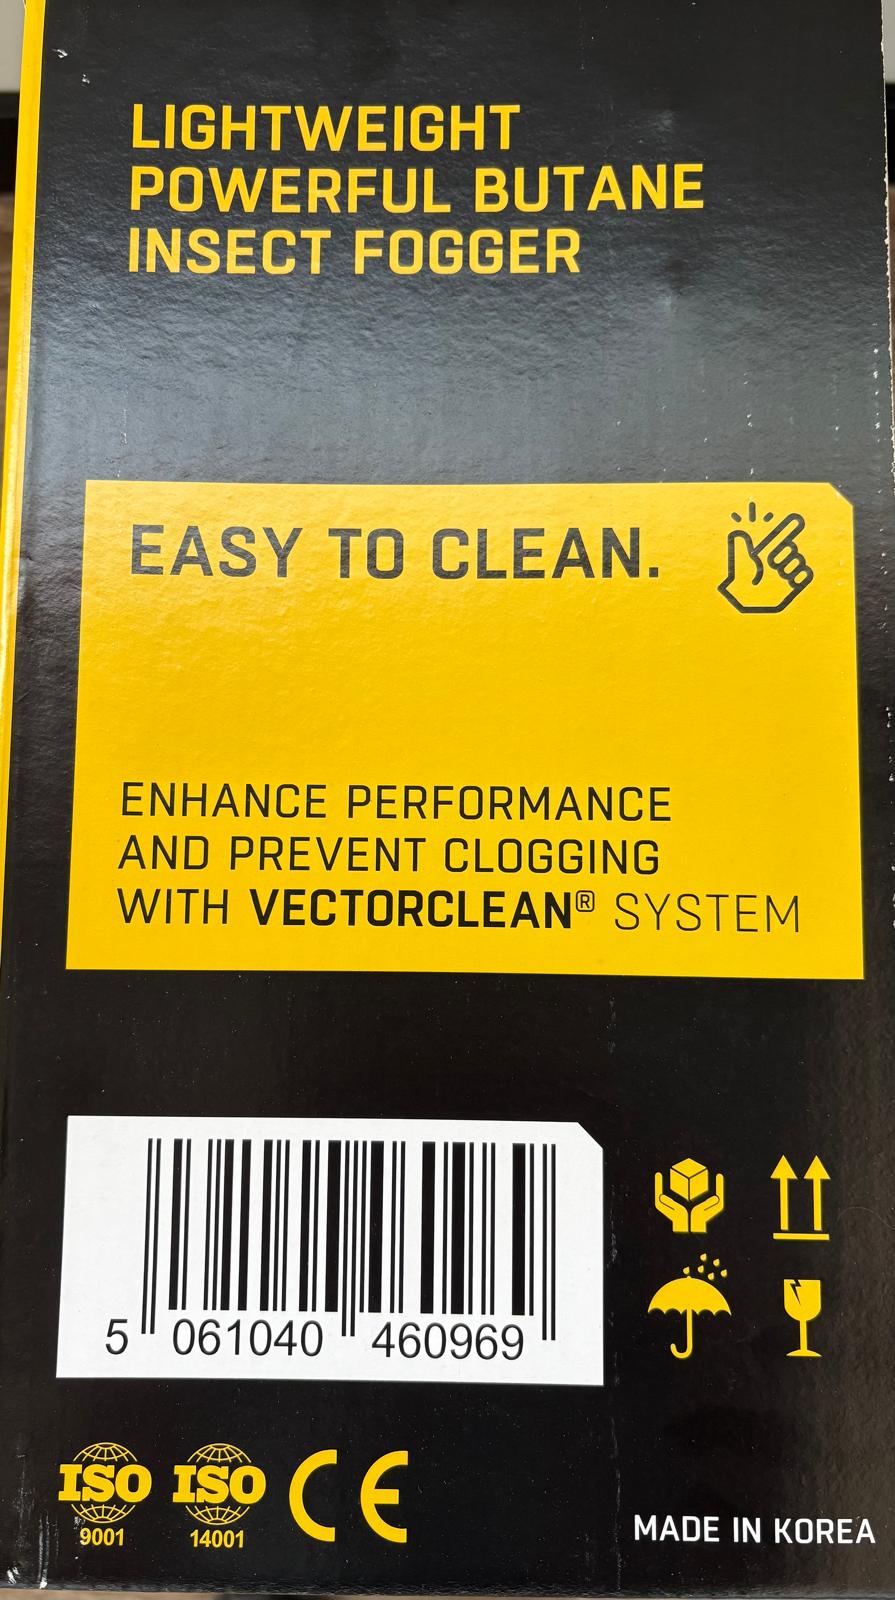 LIGHTWEIGHT
POWERFUL BUTANE
INSECT FOGGER
EASY TO CLEAN.
ENHANCE PERFORMANCE
AND PREVENT CLOGGING
WITH VECTORCLEAN® SYSTEM
5 061040 460969
ISO ISO CE
9001 14001
MADE IN KOREA